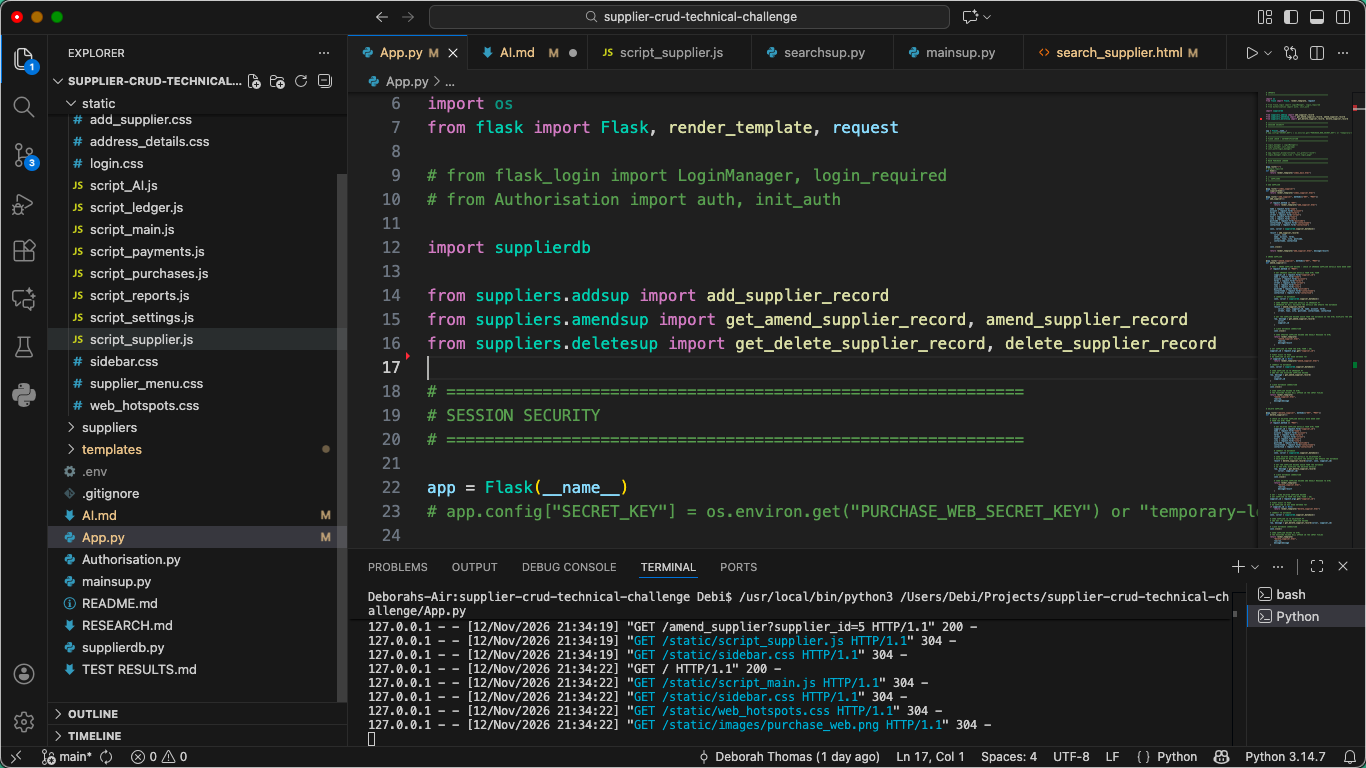 supplier-crud-technical-challenge
EXPLORER
SUPPLIER-CRUD-TECHNICAL...
static
# add_supplier.css
# address_details.css
# login.css
JS script_AI.js
JS script_ledger.js
JS script_main.js
JS script_payments.js
JS script_purchases.js
JS script_reports.js
JS script_settings.js
JS script_supplier.js
# sidebar.css
# supplier_menu.css
# web_hotspots.css
suppliers
templates
.env
.gitignore
AI.md M
App.py M
Authorisation.py
mainsup.py
README.md
RESEARCH.md
supplierdb.py
TEST RESULTS.md
OUTLINE
TIMELINE
1
3
App.py M
AI.md M
JS script_supplier.js
searchsup.py
mainsup.py
search_supplier.html M
App.py > ...
6 import os
7 from flask import Flask, render_template, request
8
9 # from flask_login import LoginManager, login_required
10 # from Authorisation import auth, init_auth
11
12 import supplierdb
13
14 from suppliers.addsup import add_supplier_record
15 from suppliers.amendsup import get_amend_supplier_record, amend_supplier_record
16 from suppliers.deletesup import get_delete_supplier_record, delete_supplier_record
17
18 # ============================================================
19 # SESSION SECURITY
20 # ============================================================
21
22 app = Flask(__name__)
23 # app.config["SECRET_KEY"] = os.environ.get("PURCHASE_WEB_SECRET_KEY") or "temporary-l
24
PROBLEMS
OUTPUT
DEBUG CONSOLE
TERMINAL
PORTS
Deborahs-Air:supplier-crud-technical-challenge Debi$ /usr/local/bin/python3 /Users/Debi/Projects/supplier-crud-technical-ch
allenge/App.py
127.0.0.1 - - [12/Nov/2026 21:34:19] "GET /amend_supplier?supplier_id=5 HTTP/1.1" 200 -
127.0.0.1 - - [12/Nov/2026 21:34:19] "GET /static/script_supplier.js HTTP/1.1" 304 -
127.0.0.1 - - [12/Nov/2026 21:34:19] "GET /static/sidebar.css HTTP/1.1" 304 -
127.0.0.1 - - [12/Nov/2026 21:34:22] "GET / HTTP/1.1" 200 -
127.0.0.1 - - [12/Nov/2026 21:34:22] "GET /static/script_main.js HTTP/1.1" 304 -
127.0.0.1 - - [12/Nov/2026 21:34:22] "GET /static/sidebar.css HTTP/1.1" 304 -
127.0.0.1 - - [12/Nov/2026 21:34:22] "GET /static/web_hotspots.css HTTP/1.1" 304 -
127.0.0.1 - - [12/Nov/2026 21:34:22] "GET /static/images/purchase_web.png HTTP/1.1" 304 -
bash
Python
main*
0 0
Deborah Thomas (1 day ago)
Ln 17, Col 1
Spaces: 4
UTF-8
LF
{ } Python
Python 3.14.7